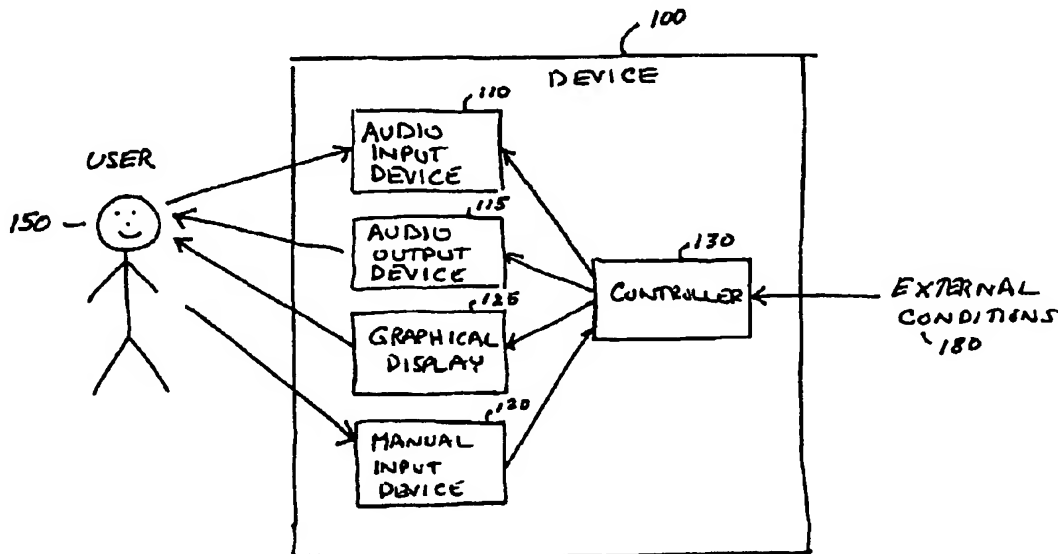 100
DEVICE
110
AUDIO
INPUT
DEVICE
USER
150
115
AUDIO
OUTPUT
DEVICE
130
CONTROLLER
EXTERNAL
CONDITIONS
180
125
GRAPHICAL
DISPLAY
120
MANUAL
INPUT
DEVICE